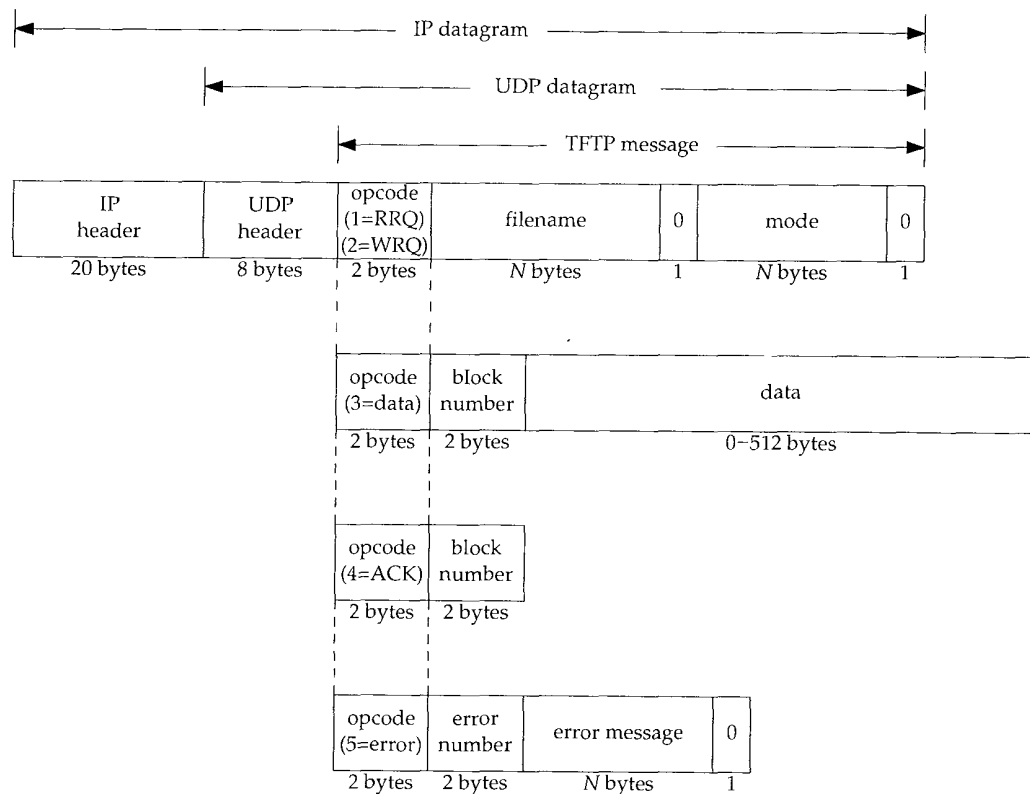 IP datagram
UDP datagram
TFTP message
IP header
UDP header
opcode (1=RRQ) (2=WRQ)
filename
0
mode
0
20 bytes
8 bytes
2 bytes
N bytes
1
N bytes
1
opcode (3=data)
block number
data
2 bytes
2 bytes
0-512 bytes
opcode (4=ACK)
block number
2 bytes
2 bytes
opcode (5=error)
error number
error message
0
2 bytes
2 bytes
N bytes
1